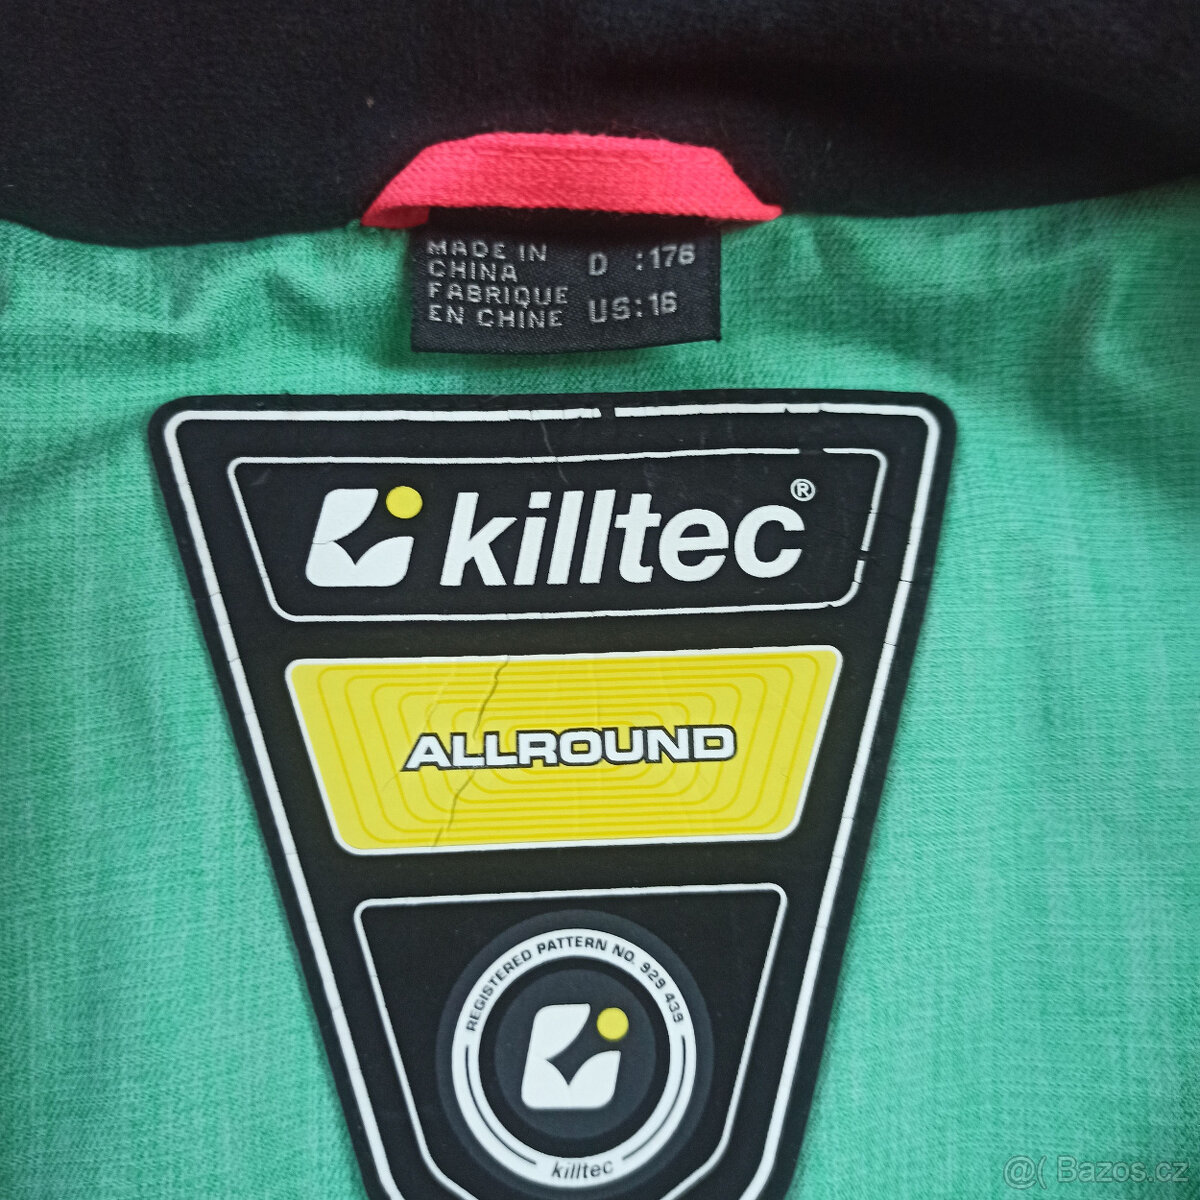 MADE IN
CHINA
FABRIQUE
EN CHINE
D :176
US:16
killtec®
ALLROUND
REGISTERED PATTERN NO. 929 439
killtec
@( Bazos.cz